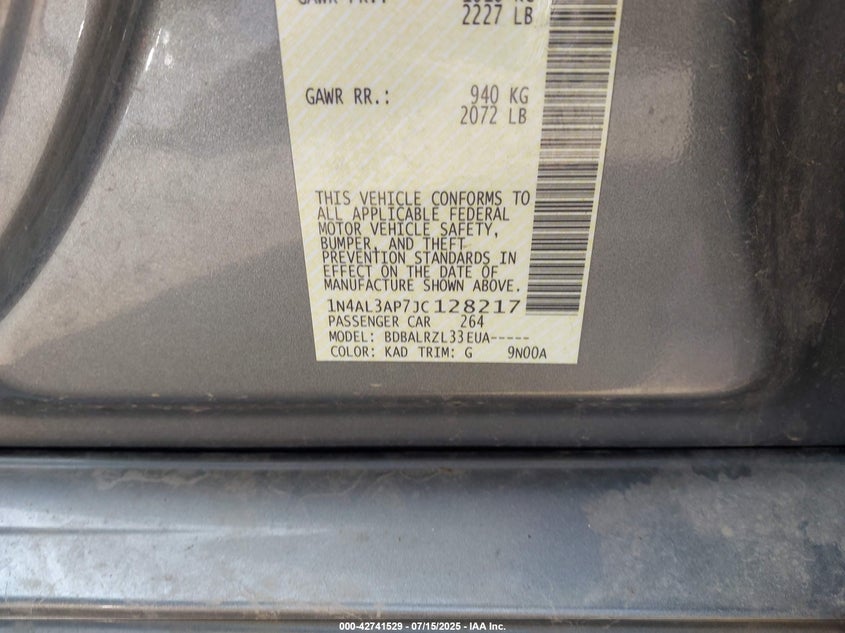 GAWR FR.:
2227 LB
GAWR RR.: 940 KG
2072 LB
THIS VEHICLE CONFORMS TO
ALL APPLICABLE FEDERAL
MOTOR VEHICLE SAFETY,
BUMPER, AND THEFT
PREVENTION STANDARDS IN
EFFECT ON THE DATE OF
MANUFACTURE SHOWN ABOVE.
1N4AL3AP7JC128217
PASSENGER CAR 264
MODEL: BDBALRZL33EUA-----
COLOR: KAD TRIM: G 9N00A
000-42741529 - 07/15/2025 - IAA Inc.